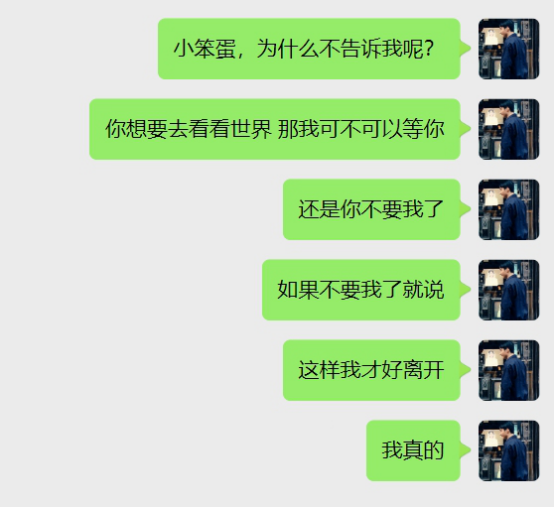 小笨蛋，为什么不告诉我呢？
你想要去看看世界 那我可不可以等你
还是你不要我了
如果不要我了就说
这样我才好离开
我真的